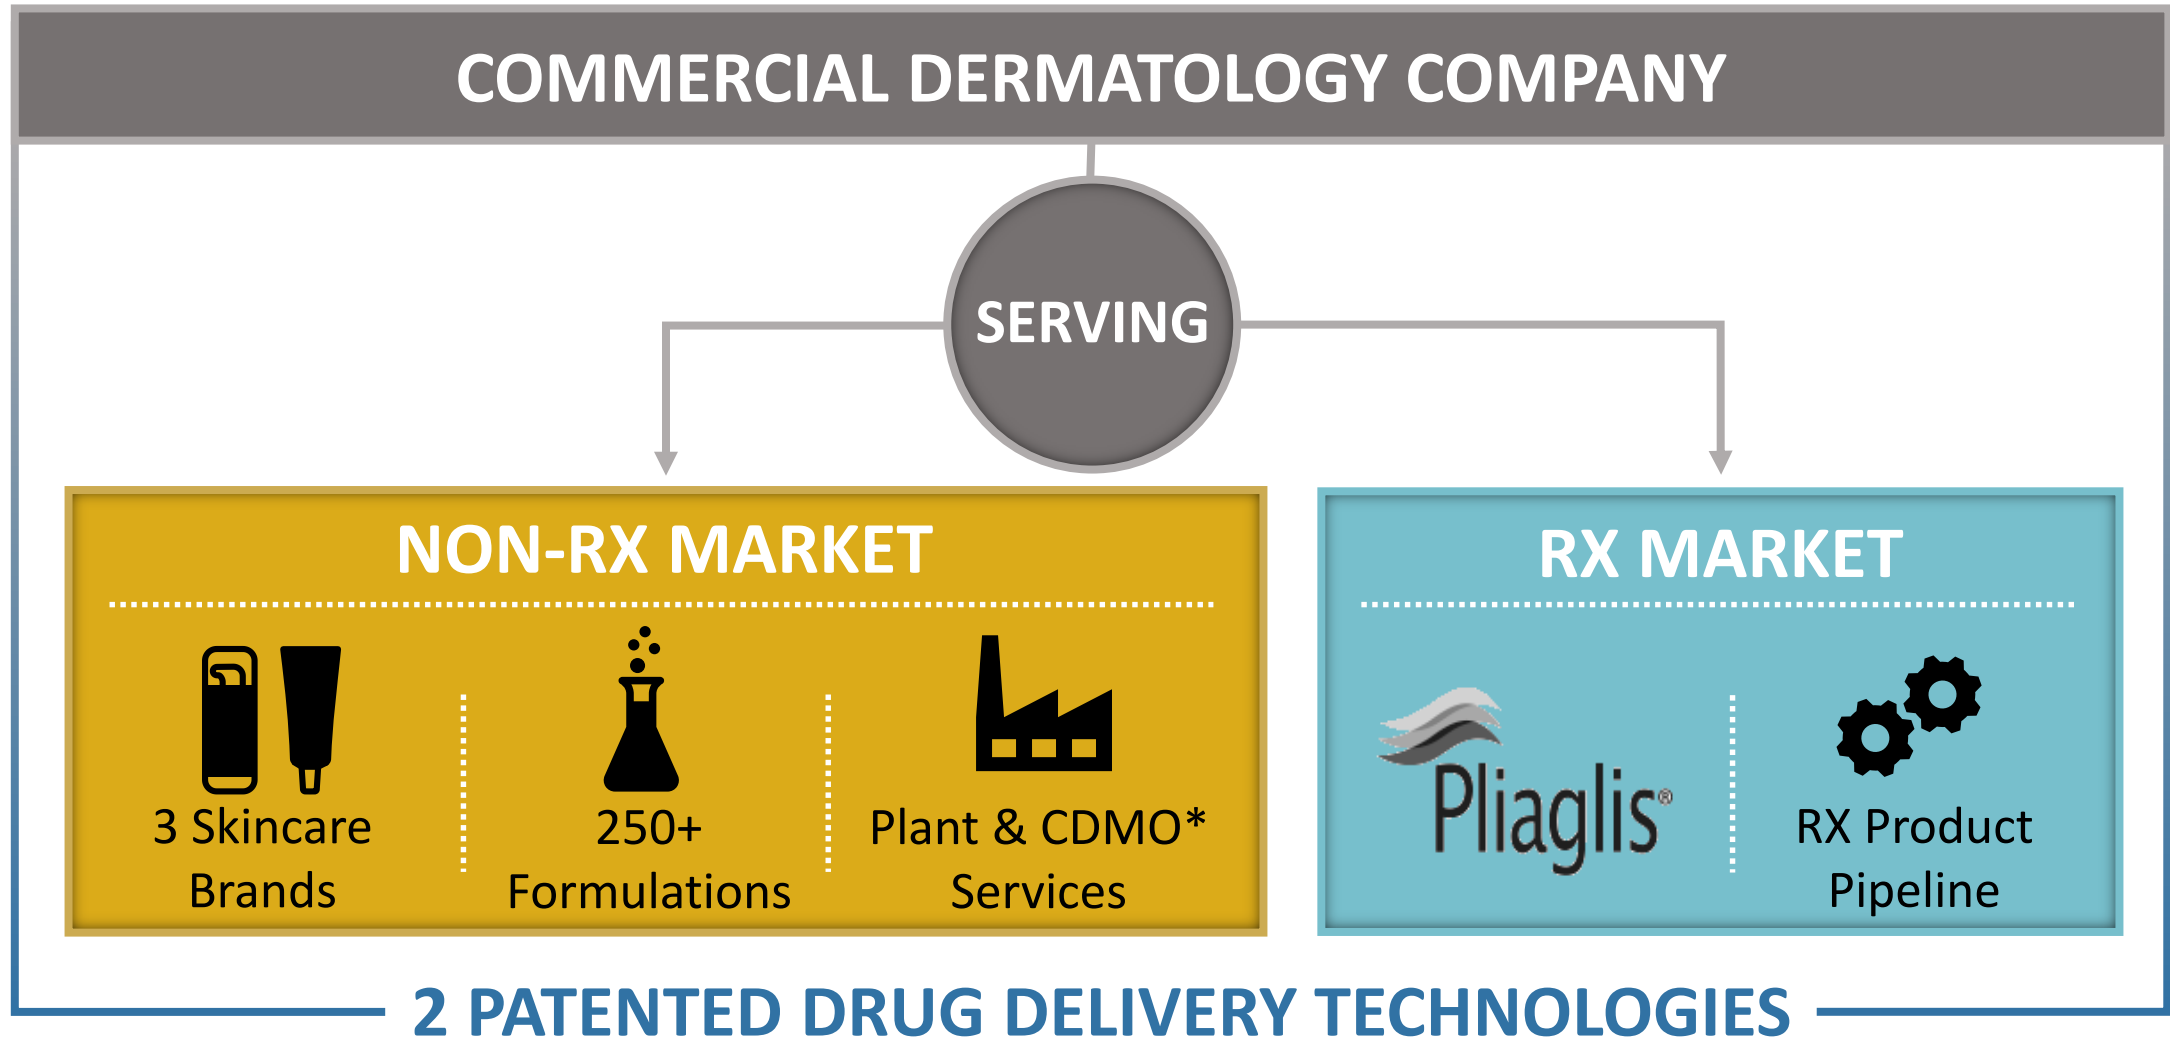 COMMERCIAL DERMATOLOGY COMPANY
SERVING
NON-RX MARKET
3 Skincare
Brands
250+
Formulations
Plant & CDMO*
Services
RX MARKET
Pliaglis®
RX Product
Pipeline
2 PATENTED DRUG DELIVERY TECHNOLOGIES